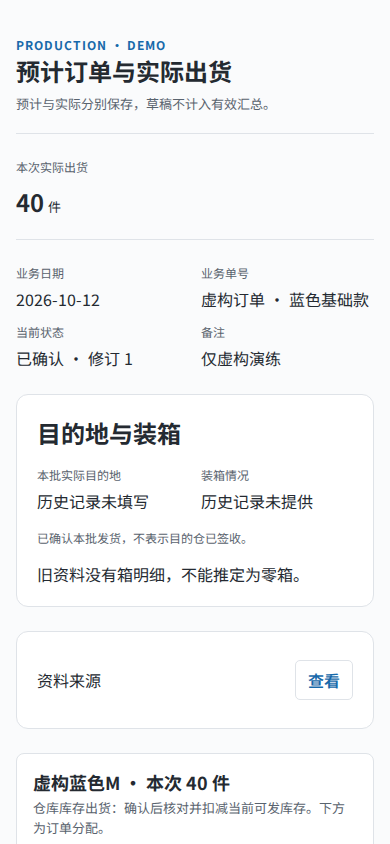 PRODUCTION · DEMO
预计订单与实际出货
预计与实际分别保存，草稿不计入有效汇总。
本次实际出货
40 件
业务日期
业务单号
2026-10-12
虚构订单 · 蓝色基础款
当前状态
备注
已确认 · 修订 1
仅虚构演练
目的地与装箱
本批实际目的地
装箱情况
历史记录未填写
历史记录未提供
已确认本批发货，不表示目的仓已签收。
旧资料没有箱明细，不能推定为零箱。
资料来源
查看
虚构蓝色M · 本次 40 件
仓库库存出货：确认后核对并扣减当前可发库存。下方
为订单分配。